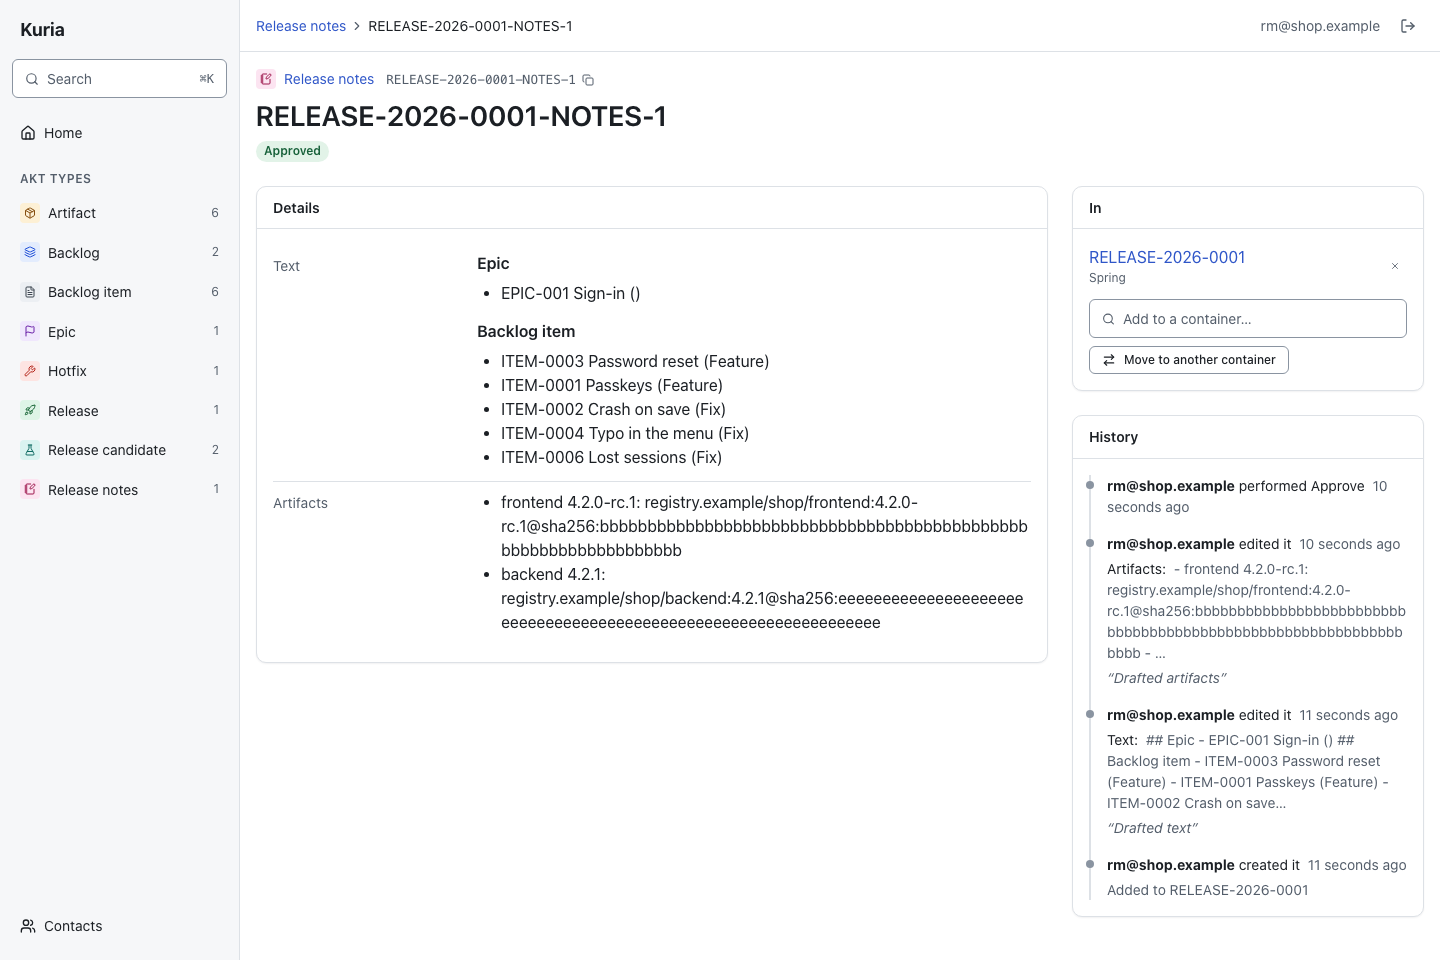 Kuria
Search ⌘K
Home
AKT TYPES
Artifact 6
Backlog 2
Backlog item 6
Epic 1
Hotfix 1
Release 1
Release candidate 2
Release notes 1
Contacts
Release notes > RELEASE-2026-0001-NOTES-1
rm@shop.example
Release notes RELEASE-2026-0001-NOTES-1
RELEASE-2026-0001-NOTES-1
Approved
Details
Text
Epic
• EPIC-001 Sign-in ()
Backlog item
• ITEM-0003 Password reset (Feature)
• ITEM-0001 Passkeys (Feature)
• ITEM-0002 Crash on save (Fix)
• ITEM-0004 Typo in the menu (Fix)
• ITEM-0006 Lost sessions (Fix)
Artifacts
• frontend 4.2.0-rc.1: registry.example/shop/frontend:4.2.0-
rc.1@sha256:bbbbbbbbbbbbbbbbbbbbbbbbbbbbbbbbbbbbbbbbbbbbb
bbbbbbbbbbbbbbbbbbb
• backend 4.2.1:
registry.example/shop/backend:4.2.1@sha256:eeeeeeeeeeeeeeeeeeeee
eeeeeeeeeeeeeeeeeeeeeeeeeeeeeeeeeeeeeeeeeee
In
RELEASE-2026-0001
Spring
Add to a container...
Move to another container
History
rm@shop.example performed Approve 10
seconds ago
rm@shop.example edited it 10 seconds ago
Artifacts: - frontend 4.2.0-rc.1:
registry.example/shop/frontend:4.2.0-
rc.1@sha256:bbbbbbbbbbbbbbbbbbbbbbbbb
bbbbbbbbbbbbbbbbbbbbbbbbbbbbbbbbbbb
bbbb - ...
“Drafted artifacts”
rm@shop.example edited it 11 seconds ago
Text: ## Epic - EPIC-001 Sign-in () ##
Backlog item - ITEM-0003 Password reset
(Feature) - ITEM-0001 Passkeys (Feature) -
ITEM-0002 Crash on save...
“Drafted text”
rm@shop.example created it 11 seconds ago
Added to RELEASE-2026-0001